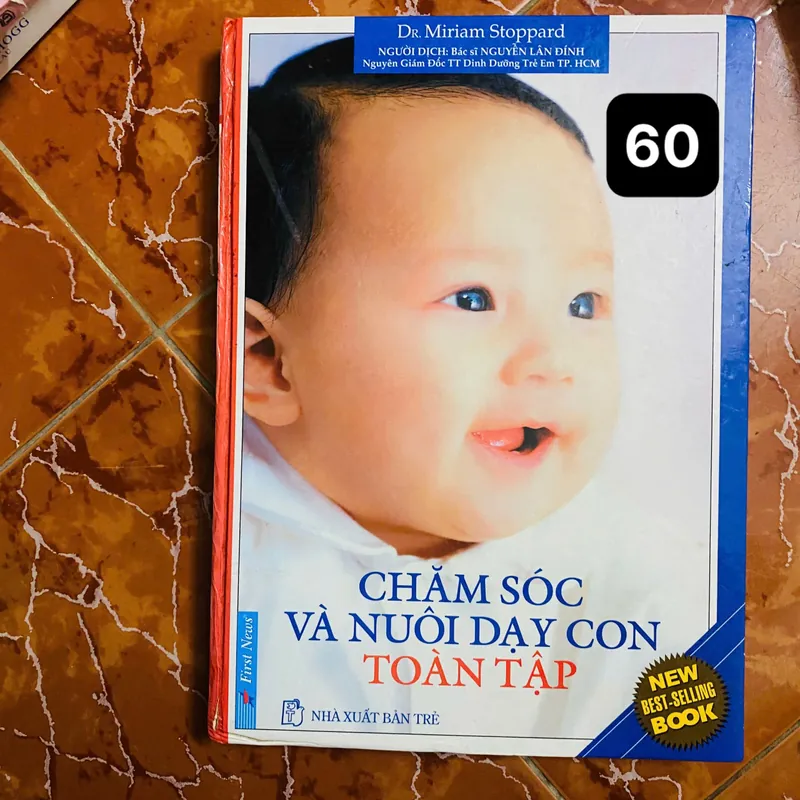 DR. Miriam Stoppard
NGƯỜI DỊCH: Bác sĩ NGUYỄN LÂN ĐÍNH
Nguyên Giám Đốc TT Dinh Dưỡng Trẻ Em TP. HCM
60
CHĂM SÓC
VÀ NUÔI DẠY CON
TOÀN TẬP
First News
NHÀ XUẤT BẢN TRẺ
NEW
BEST-SELLING
BOOK